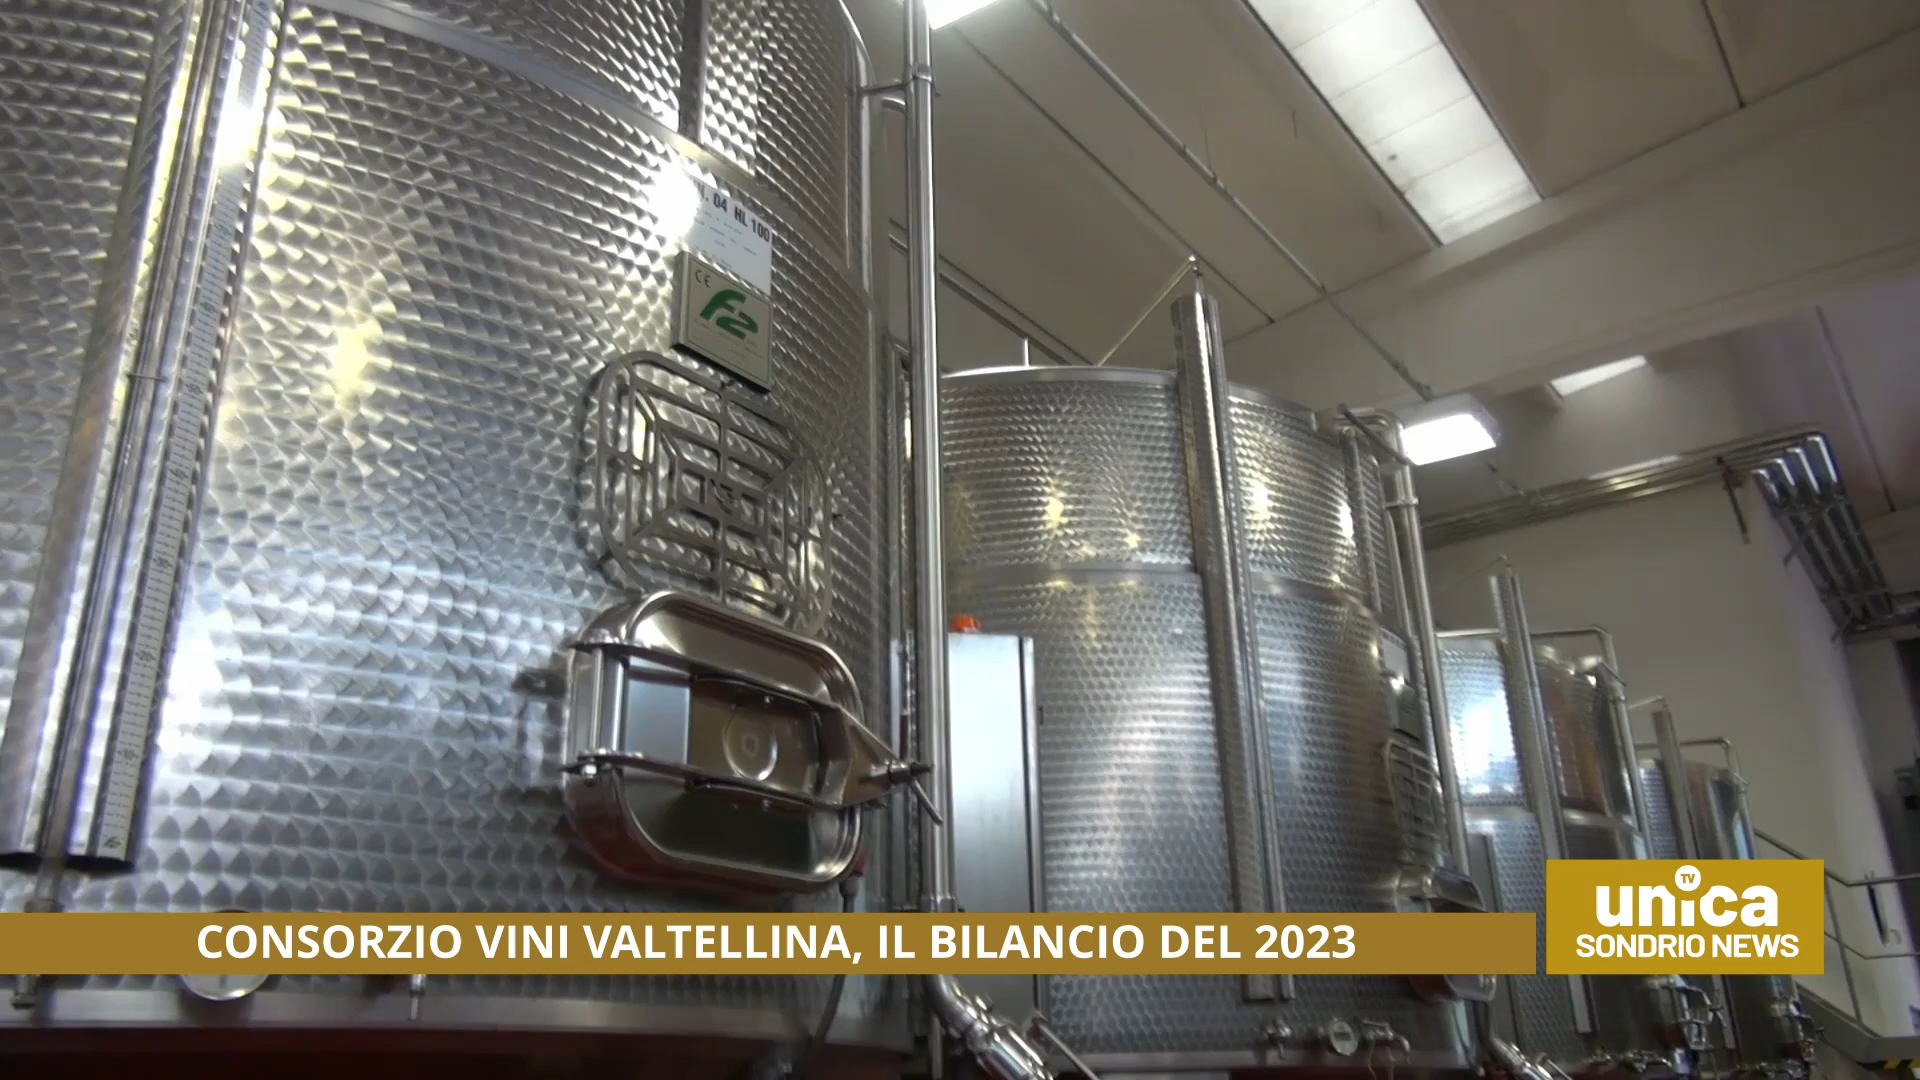 . 04 HL 100
CE
F2
CONSORZIO VINI VALTELLINA, IL BILANCIO DEL 2023
TV
unica
SONDRIO NEWS